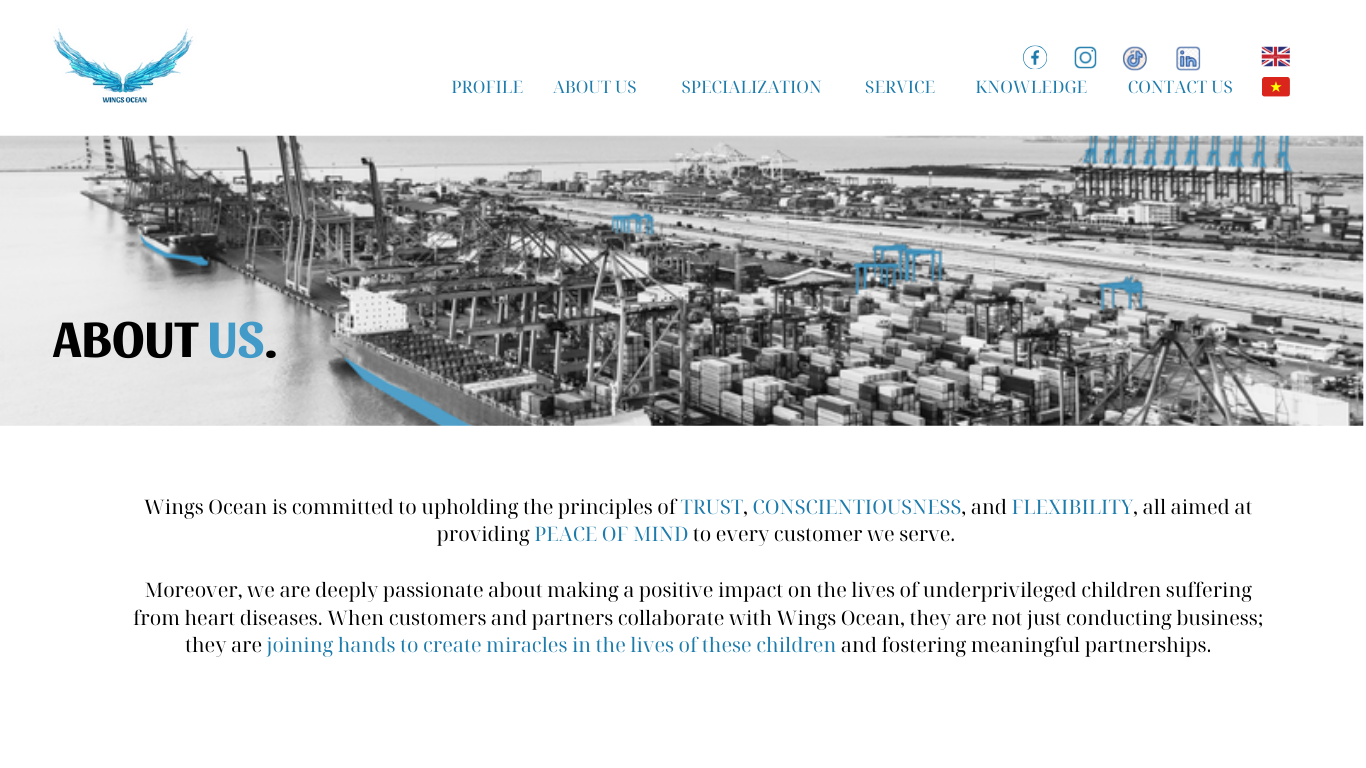 WINGS OCEAN
PROFILE ABOUT US SPECIALIZATION SERVICE KNOWLEDGE CONTACT US
ABOUT US.
Wings Ocean is committed to upholding the principles of TRUST, CONSCIENTIOUSNESS, and FLEXIBILITY, all aimed at
providing PEACE OF MIND to every customer we serve.
Moreover, we are deeply passionate about making a positive impact on the lives of underprivileged children suffering
from heart diseases. When customers and partners collaborate with Wings Ocean, they are not just conducting business;
they are joining hands to create miracles in the lives of these children and fostering meaningful partnerships.